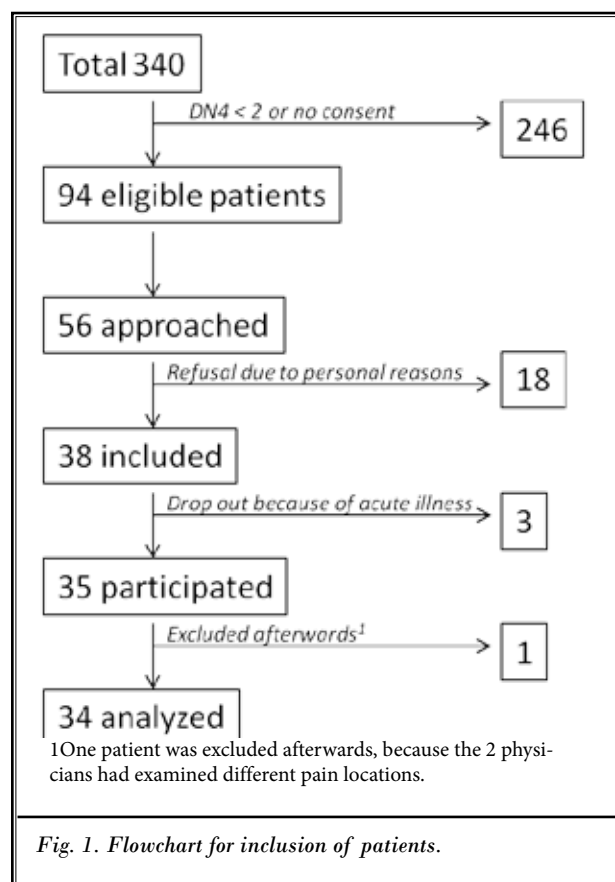 Total 340
DN4 < 2 or no consent
246
94 eligible patients
56 approached
Refusal due to personal reasons
18
38 included
Drop out because of acute illness
3
35 participated
Excluded afterwords¹
1
34 analyzed
1One patient was excluded afterwards, because the 2 physi-
cians had examined different pain locations.
Fig. 1. Flowchart for inclusion of patients.